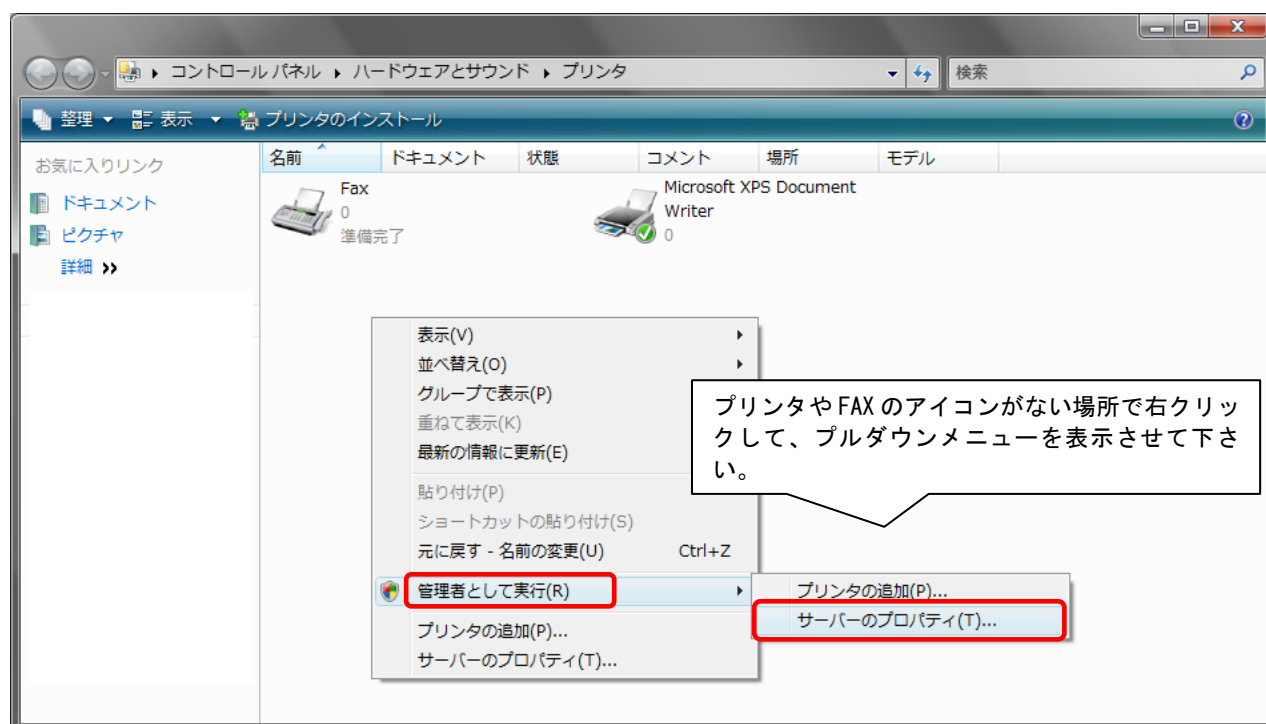 コントロール パネル ▸ ハードウェアとサウンド ▸ プリンタ
検索
整理 表示 プリンタのインストール
お気に入りリンク
ドキュメント
ピクチャ
詳細 >>
名前 ドキュメント 状態 コメント 場所 モデル
Fax
0
準備完了
Microsoft XPS Document
Writer
0
表示(V)
並べ替え(O)
グループで表示(P)
重ねて表示(K)
最新の情報に更新(E)
貼り付け(P)
ショートカットの貼り付け(S)
元に戻す - 名前の変更(U) Ctrl+Z
管理者として実行(R)
プリンタの追加(P)...
サーバーのプロパティ(T)...
プリンタの追加(P)...
サーバーのプロパティ(T)...
プリンタや FAX のアイコンがない場所で右クリッ
クして、プルダウンメニューを表示させて下さ
い。